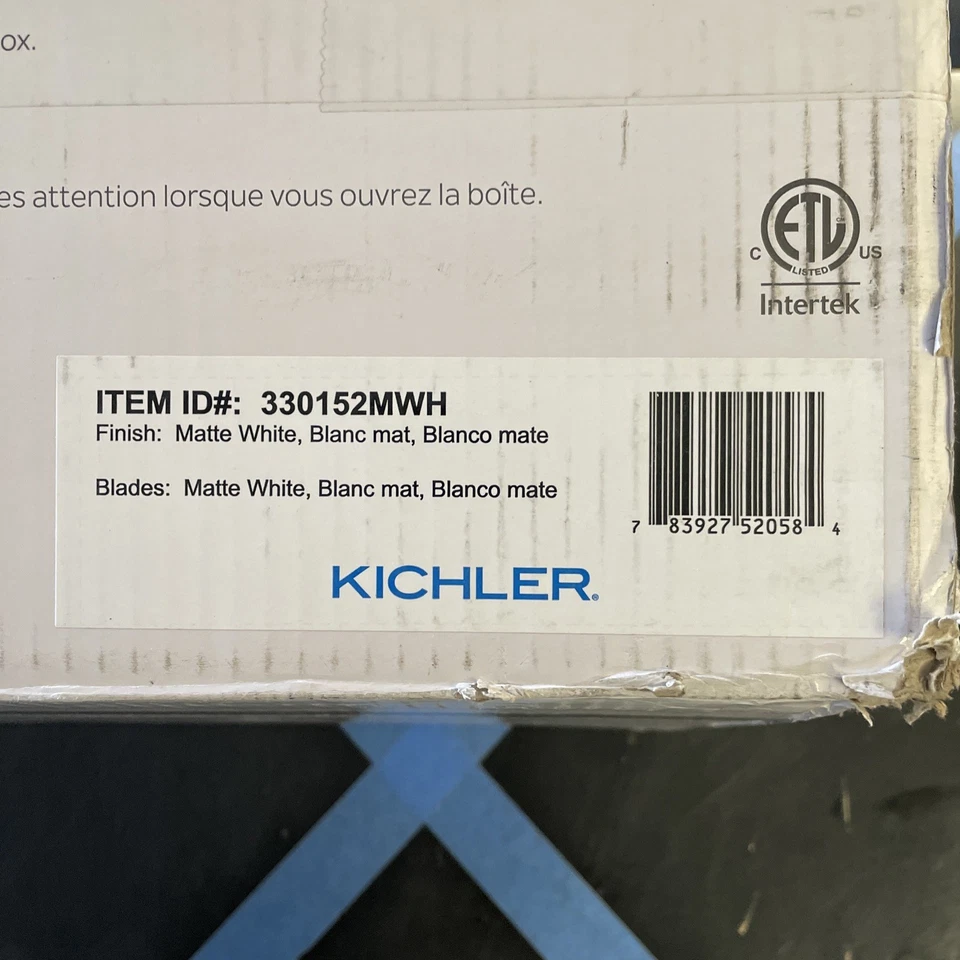 ox.
es attention lorsque vous ouvrez la boîte.
ETL
C US
LISTED
Intertek
ITEM ID#: 330152MWH
Finish: Matte White, Blanc mat, Blanco mate
Blades: Matte White, Blanc mat, Blanco mate
7 83927 52058 4
KICHLER®